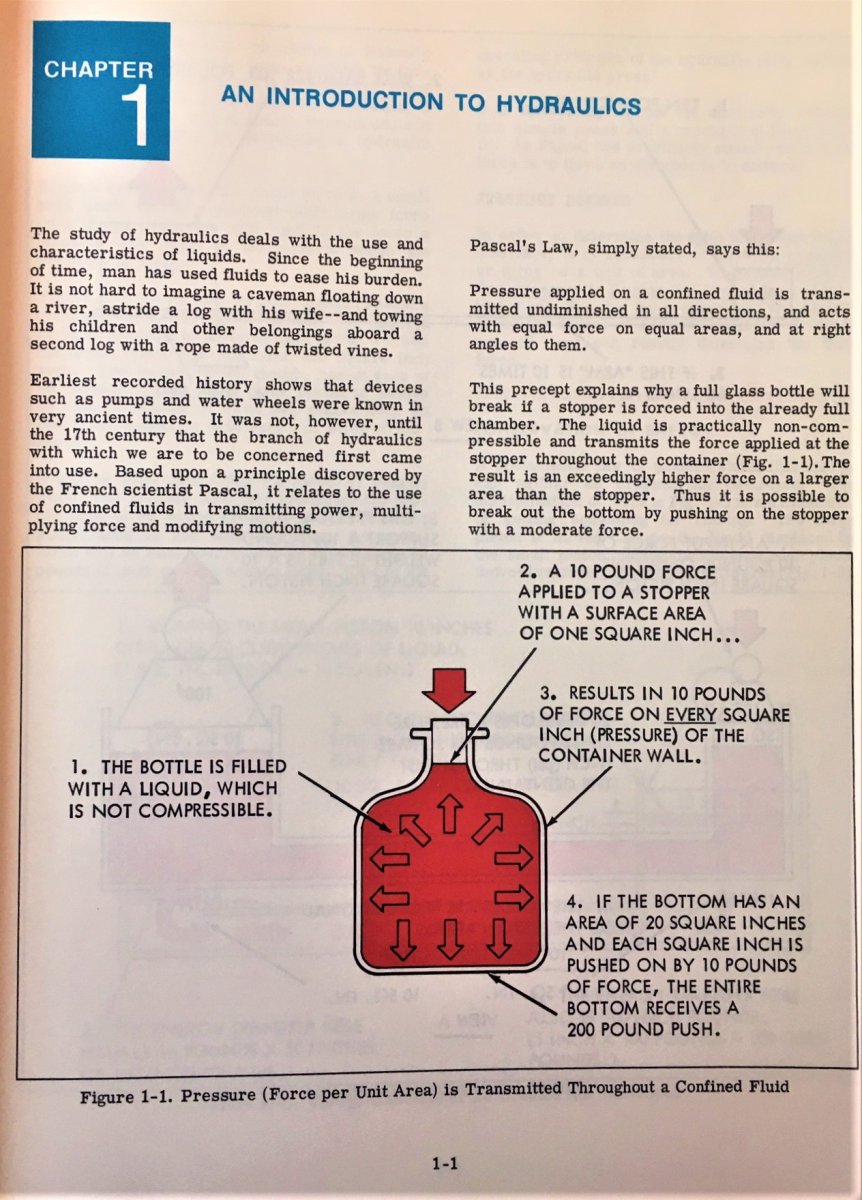 CHAPTER
1
AN INTRODUCTION TO HYDRAULICS
The study of hydraulics deals with the use and
characteristics of liquids. Since the beginning
of time, man has used fluids to ease his burden.
It is not hard to imagine a caveman floating down
a river, astride a log with his wife--and towing
his children and other belongings aboard a
second log with a rope made of twisted vines.
Earliest recorded history shows that devices
such as pumps and water wheels were known in
very ancient times. It was not, however, until
the 17th century that the branch of hydraulics
with which we are to be concerned first came
into use. Based upon a principle discovered by
the French scientist Pascal, it relates to the use
of confined fluids in transmitting power, multi-
plying force and modifying motions.
Pascal's Law, simply stated, says this:
Pressure applied on a confined fluid is trans-
mitted undiminished in all directions, and acts
with equal force on equal areas, and at right
angles to them.
This precept explains why a full glass bottle will
break if a stopper is forced into the already full
chamber. The liquid is practically non-com-
pressible and transmits the force applied at the
stopper throughout the container (Fig. 1-1). The
result is an exceedingly higher force on a larger
area than the stopper. Thus it is possible to
break out the bottom by pushing on the stopper
with a moderate force.
2. A 10 POUND FORCE
APPLIED TO A STOPPER
WITH A SURFACE AREA
OF ONE SQUARE INCH...
3. RESULTS IN 10 POUNDS
OF FORCE ON EVERY SQUARE
INCH (PRESSURE) OF THE
CONTAINER WALL.
1. THE BOTTLE IS FILLED
WITH A LIQUID, WHICH
IS NOT COMPRESSIBLE.
4. IF THE BOTTOM HAS AN
AREA OF 20 SQUARE INCHES
AND EACH SQUARE INCH IS
PUSHED ON BY 10 POUNDS
OF FORCE, THE ENTIRE
BOTTOM RECEIVES A
200 POUND PUSH.
Figure 1-1. Pressure (Force per Unit Area) is Transmitted Throughout a Confined Fluid
1-1